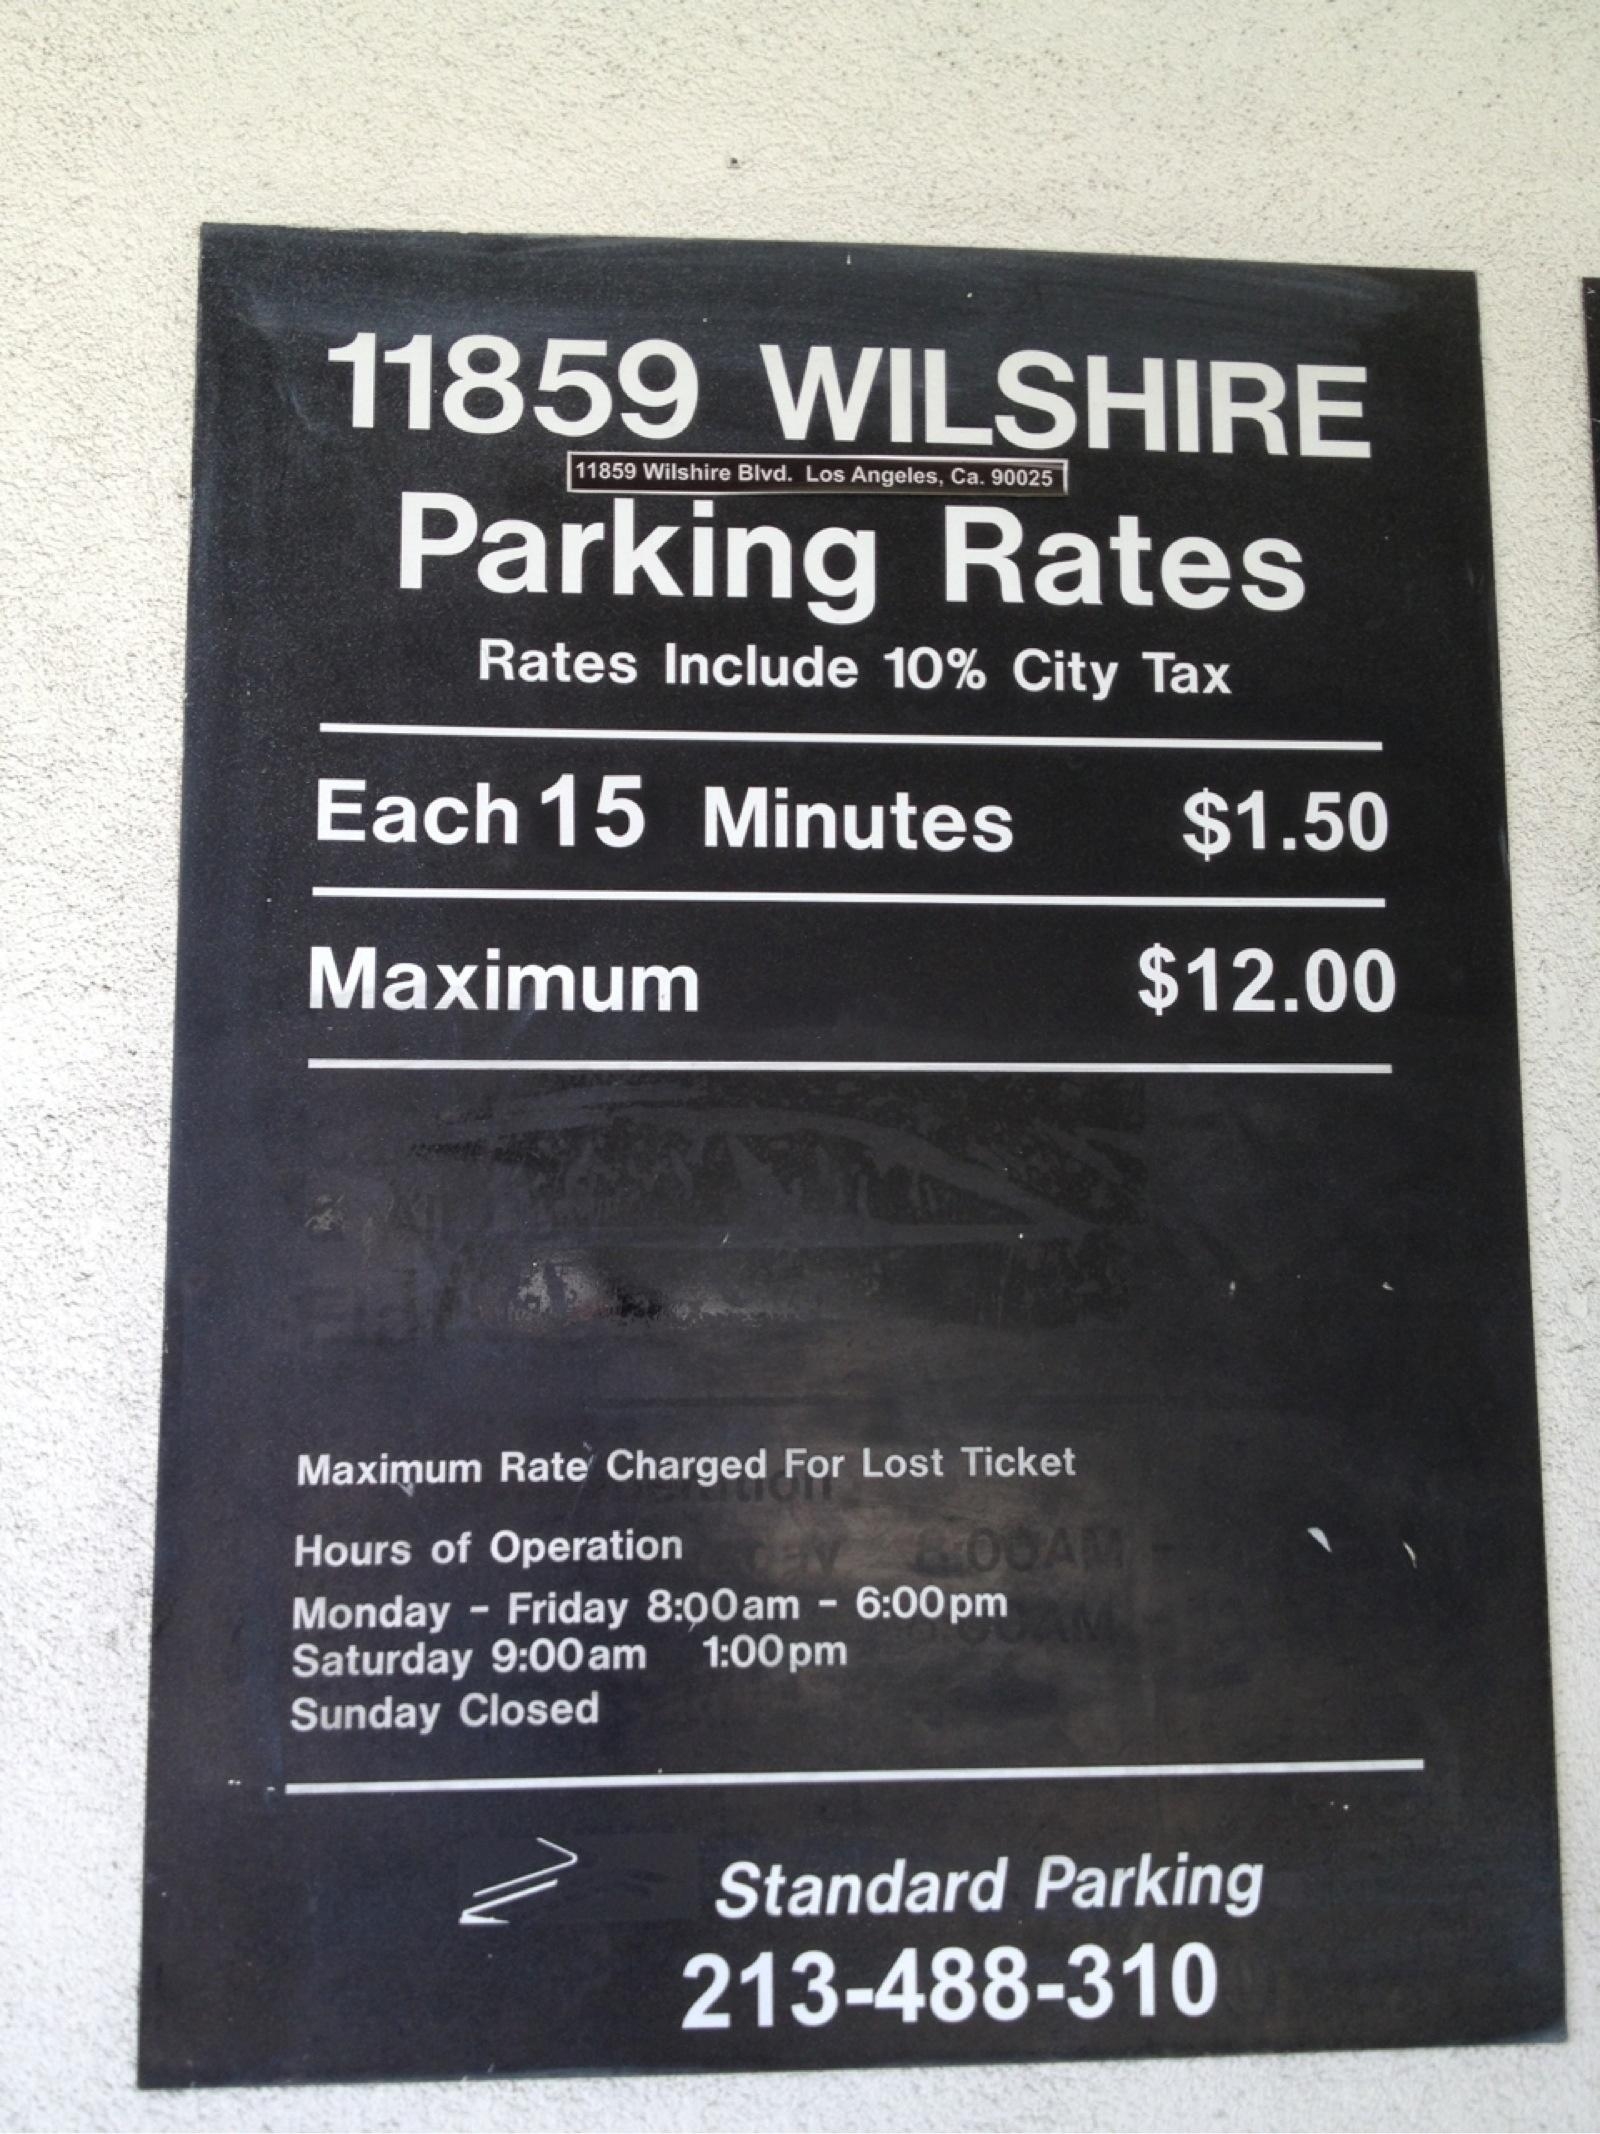 11859 WILSHIRE
11859 Wilshire Blvd. Los Angeles, Ca. 90025
Parking Rates
Rates Include 10% City Tax
Each 15 Minutes $1.50
Maximum $12.00
Maximum Rate Charged For Lost Ticket
Hours of Operation
Monday - Friday 8:00am - 6:00pm
Saturday 9:00am 1:00pm
Sunday Closed
Standard Parking
213-488-310